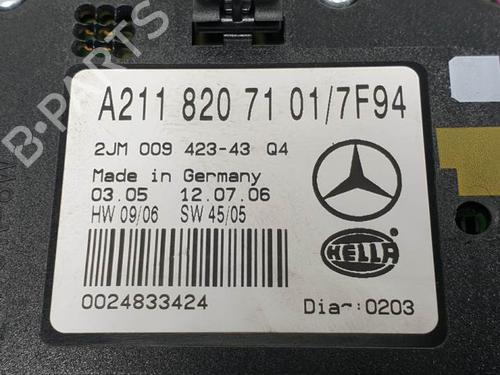 A211 820 71 01/7F94
2JM 009 423-43 Q4
Made in Germany
03.05 12.07.06
HW 09/06 SW 45/05
HELLA
0024833424
Diag:0203
B-PARTS